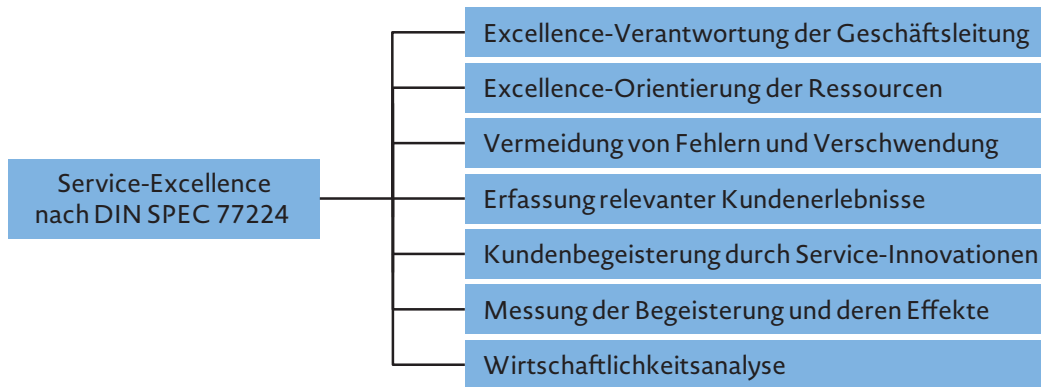 Service-Excellence
nach DIN SPEC 77224
Excellence-Verantwortung der Geschäftsleitung
Excellence-Orientierung der Ressourcen
Vermeidung von Fehlern und Verschwendung
Erfassung relevanter Kundenerlebnisse
Kundenbegeisterung durch Service-Innovationen
Messung der Begeisterung und deren Effekte
Wirtschaftlichkeitsanalyse